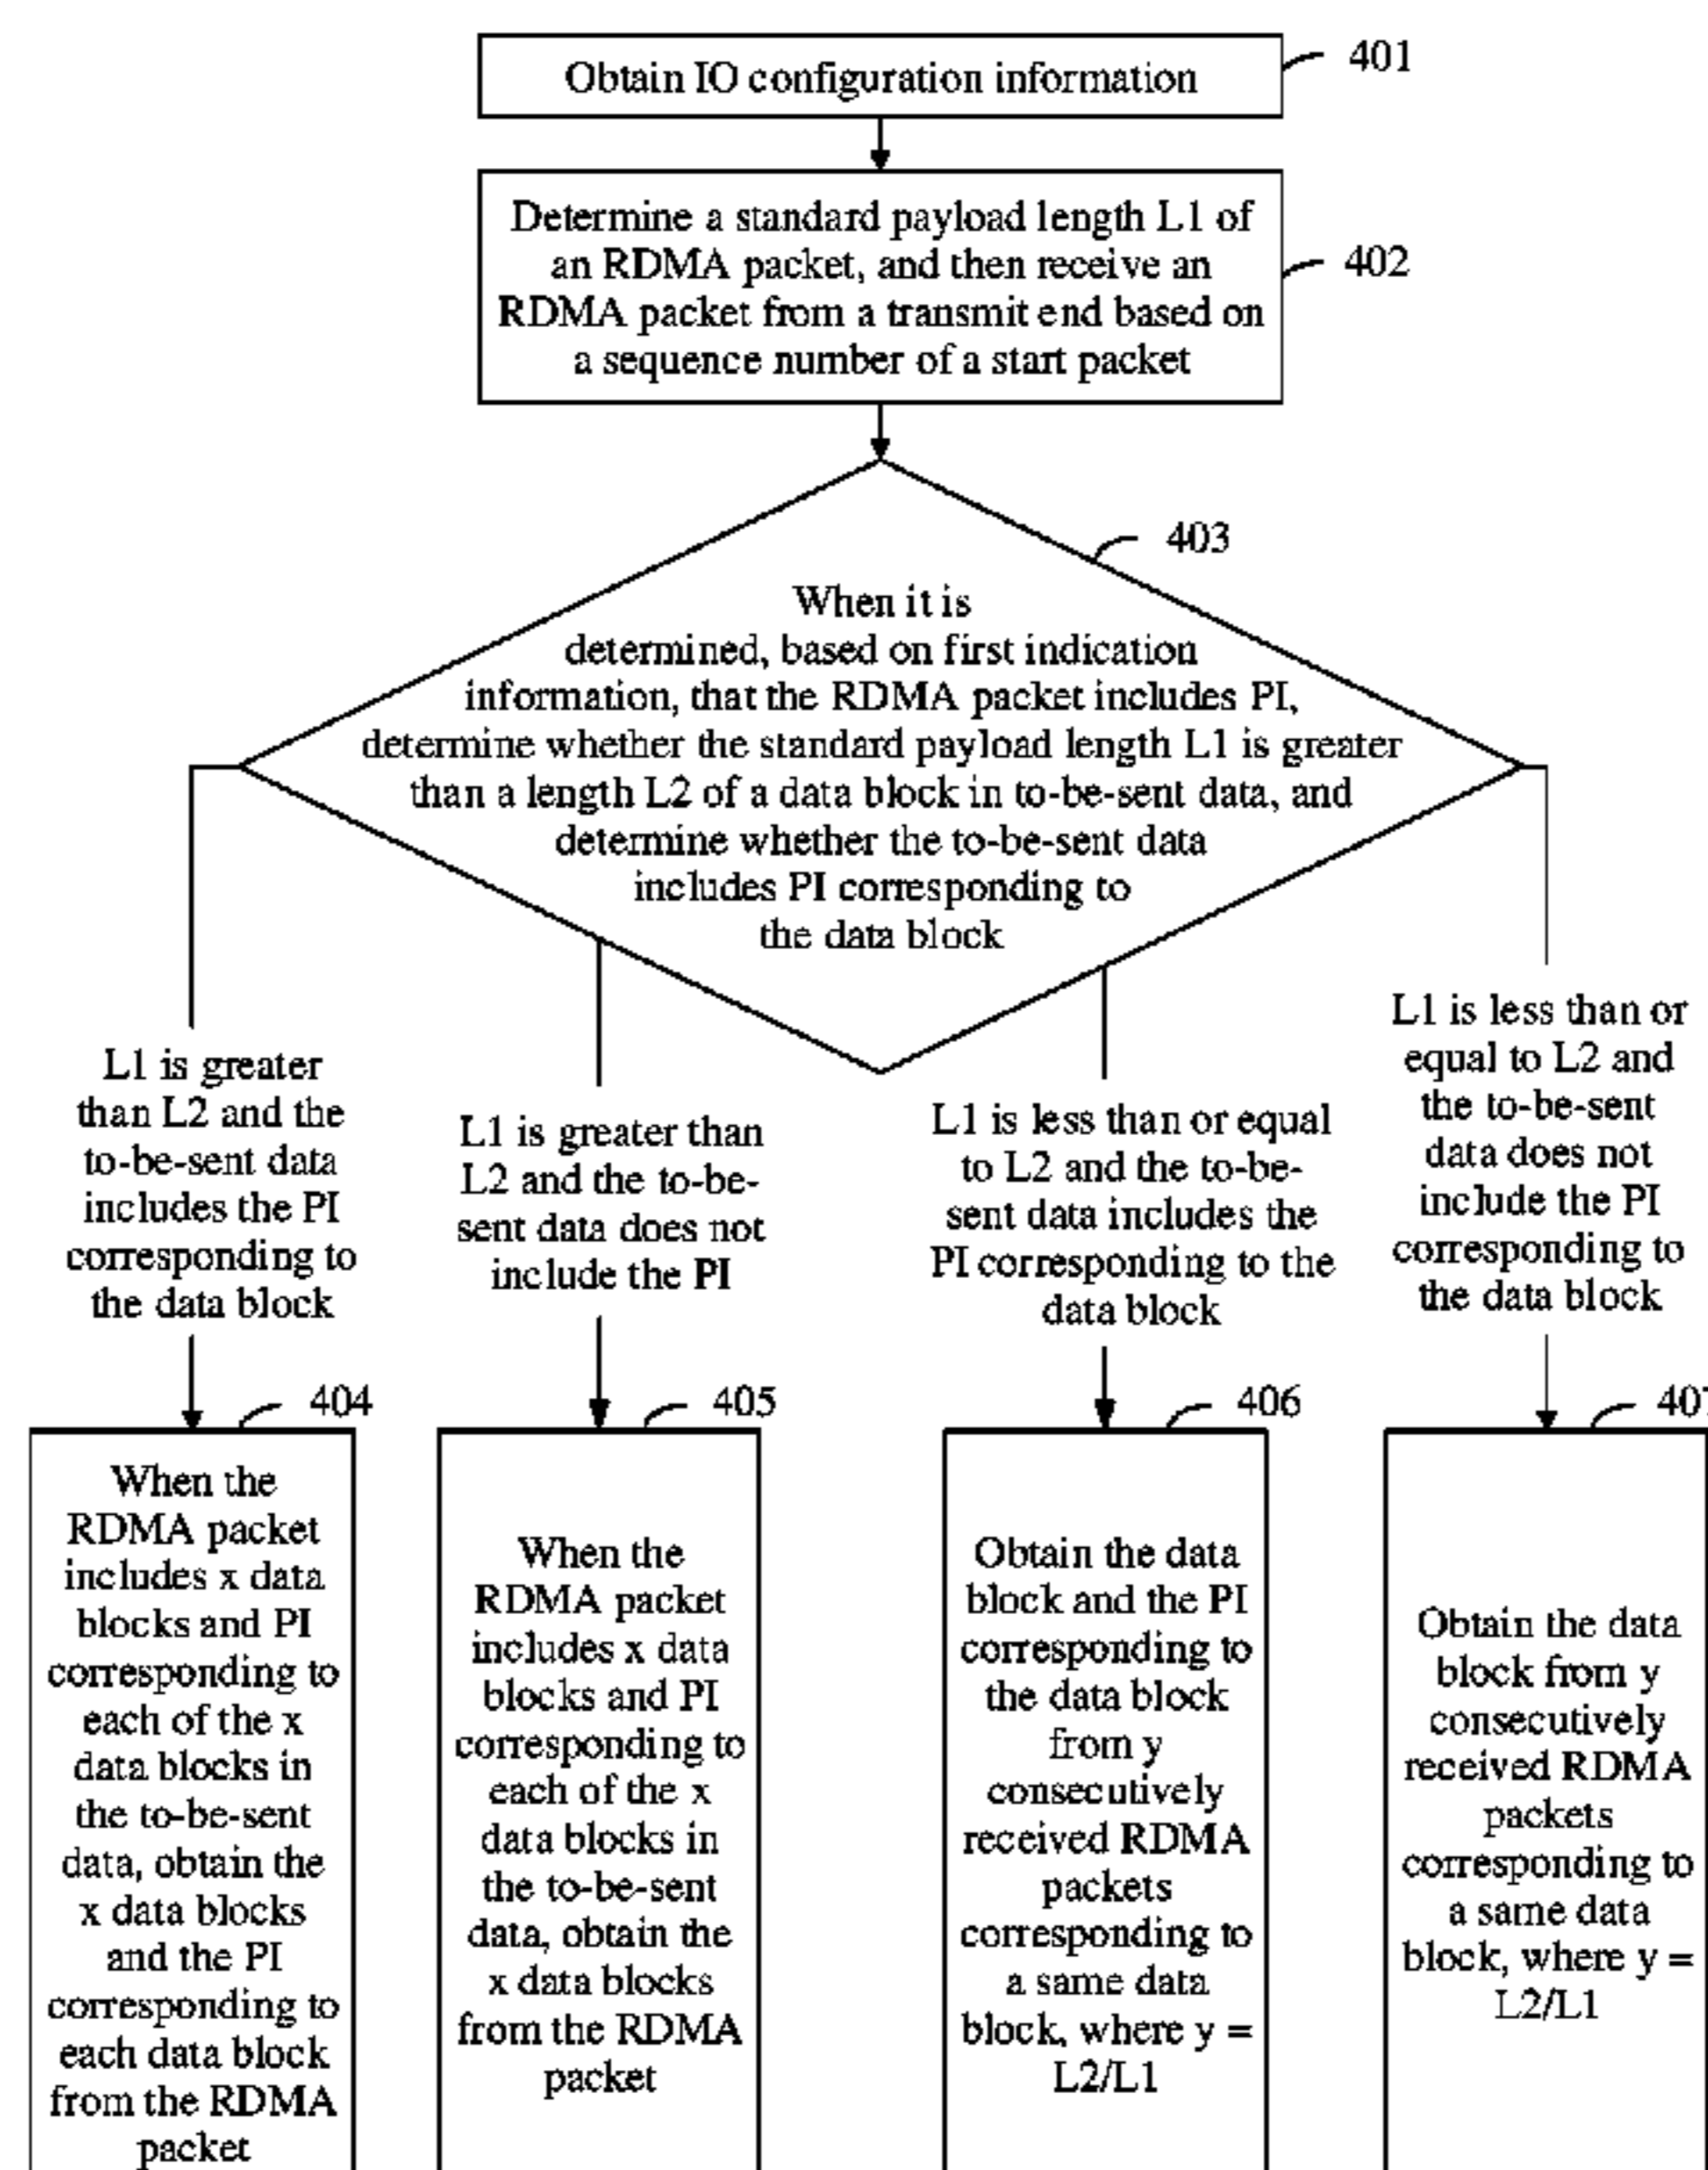 Obtain IO configuration information
401
Determine a standard payload length L1 of
an RDMA packet, and then receive an
RDMA packet from a transmit end based on
a sequence number of a start packet
402
403
When it is
determined, based on first indication
information, that the RDMA packet includes PI,
determine whether the standard payload length L1 is greater
than a length L2 of a data block in to-be-sent data, and
determine whether the to-be-sent data
includes PI corresponding to
the data block
L1 is greater
than L2 and the
to-be-sent data
includes the PI
corresponding to
the data block
L1 is greater than
L2 and the to-be-
sent data does not
include the PI
L1 is less than or equal
to L2 and the to-be-
sent data includes the
PI corresponding to the
data block
L1 is less than or
equal to L2 and
the to-be-sent
data does not
include the PI
corresponding to
the data block
404
When the
RDMA packet
includes x data
blocks and PI
corresponding to
each of the x
data blocks in
the to-be-sent
data, obtain the
x data blocks
and the PI
corresponding to
each data block
from the RDMA
packet
405
When the
RDMA packet
includes x data
blocks and PI
corresponding to
each of the x
data blocks in
the to-be-sent
data, obtain the
x data blocks
from the RDMA
packet
406
Obtain the data
block and the PI
corresponding to
the data block
from y
consecutively
received RDMA
packets
corresponding to
a same data
block, where y =
L2/L1
407
Obtain the data
block from y
consecutively
received RDMA
packets
corresponding to
a same data
block, where y =
L2/L1